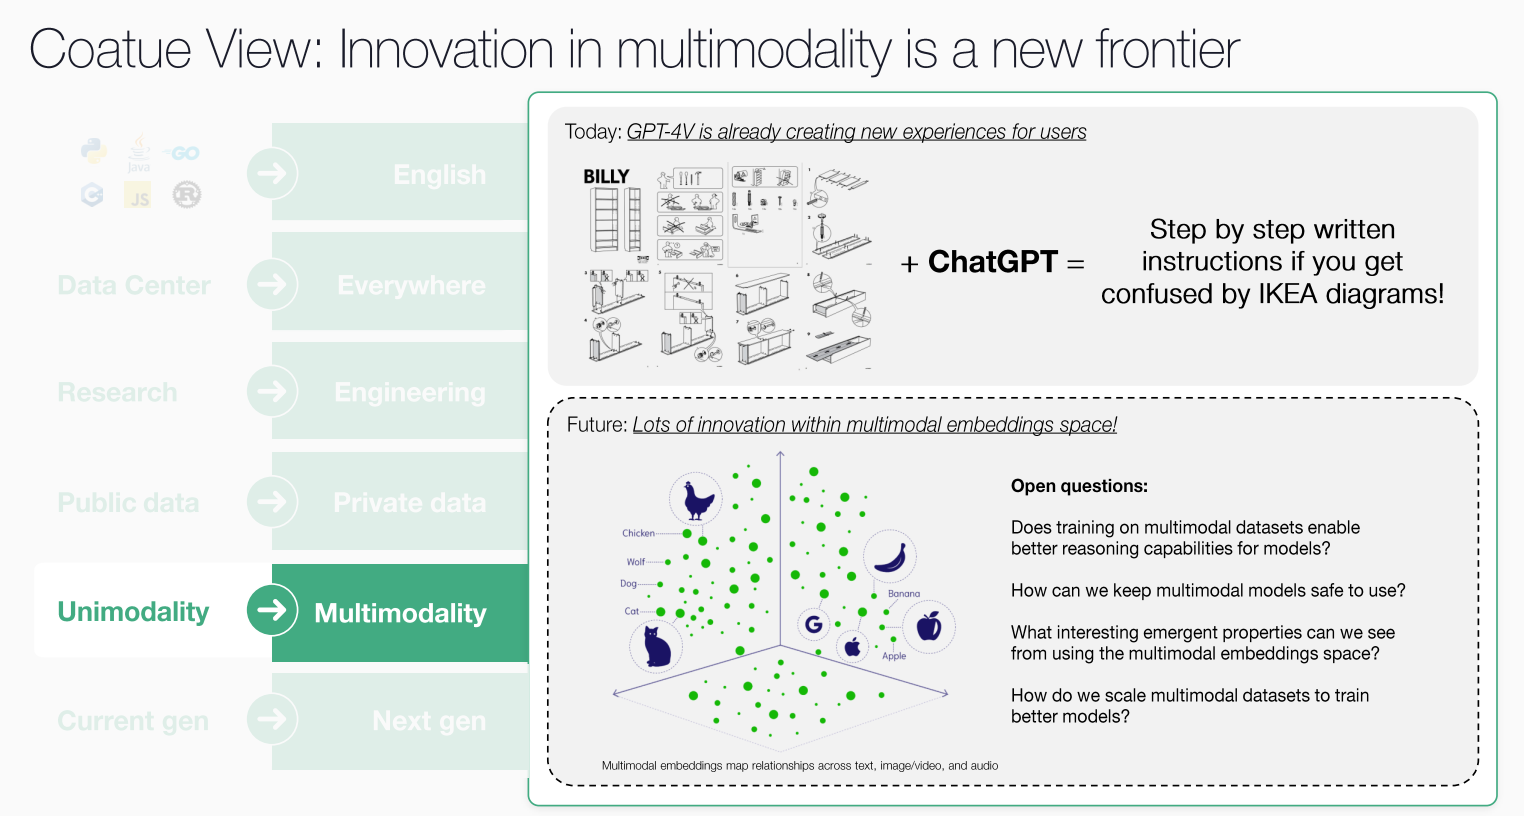 Coatue View: Innovation in multimodality is a new frontier
Java
GO
C
JS
R
English
Data Center
Everywhere
Research
Engineering
Public data
Private data
Unimodality
Multimodality
Current gen
Next gen
Today: GPT-4V is already creating new experiences for users
BILLY
+ ChatGPT =
Step by step written
instructions if you get
confused by IKEA diagrams!
Future: Lots of innovation within multimodal embeddings space!
Chicken
Wolf
Dog
Cat
G
Banana
Apple
Multimodal embeddings map relationships across text, image/video, and audio
Open questions:
Does training on multimodal datasets enable
better reasoning capabilities for models?
How can we keep multimodal models safe to use?
What interesting emergent properties can we see
from using the multimodal embeddings space?
How do we scale multimodal datasets to train
better models?